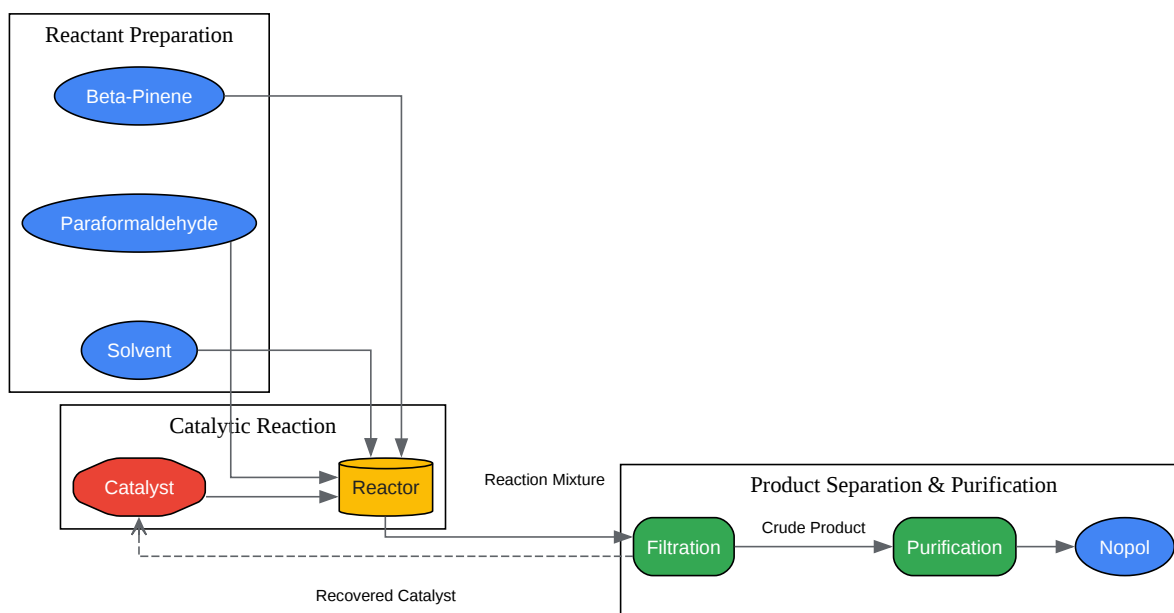 Reactant Preparation
Beta-Pinene
Paraformaldehyde
Solvent
Catalytic Reaction
Catalyst
Reactor
Reaction Mixture
Product Separation & Purification
Filtration
Crude Product
Purification
Nopol
Recovered Catalyst